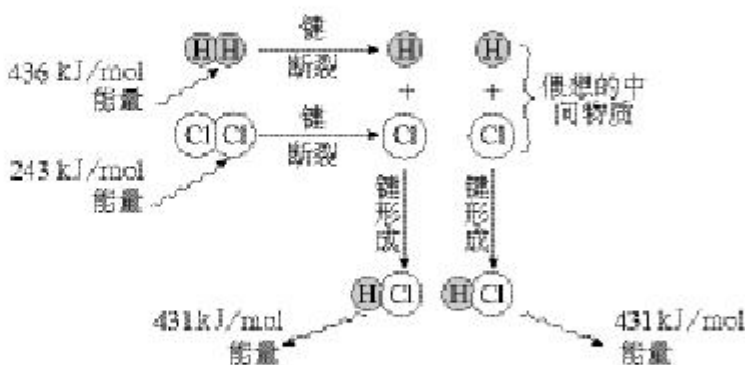 H H 键 断裂 H H
436 kJ/mol
能量
+ +
假想的中
间物质
Cl Cl 键 断裂 Cl Cl
243 kJ/mol
能量
键形成 键形成
H Cl H Cl
431kJ/mol
能量
431kJ/mol
能量